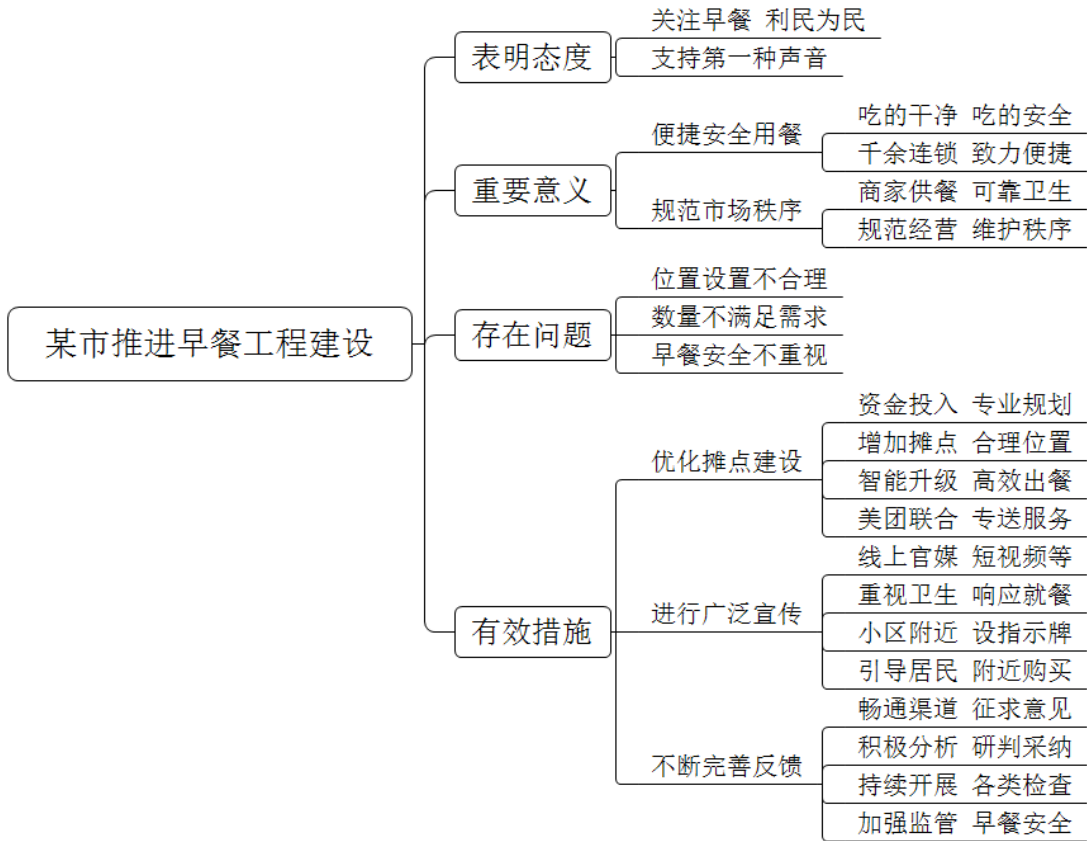 某市推进早餐工程建设
表明态度
关注早餐 利民为民
支持第一种声音
重要意义
便捷安全用餐
吃的干净 吃的安全
千余连锁 致力便捷
规范市场秩序
商家供餐 可靠卫生
规范经营 维护秩序
存在问题
位置设置不合理
数量不满足需求
早餐安全不重视
有效措施
优化摊点建设
资金投入 专业规划
增加摊点 合理位置
智能升级 高效出餐
美团联合 专送服务
进行广泛宣传
线上官媒 短视频等
重视卫生 响应就餐
小区附近 设指示牌
引导居民 附近购买
不断完善反馈
畅通渠道 征求意见
积极分析 研判采纳
持续开展 各类检查
加强监管 早餐安全